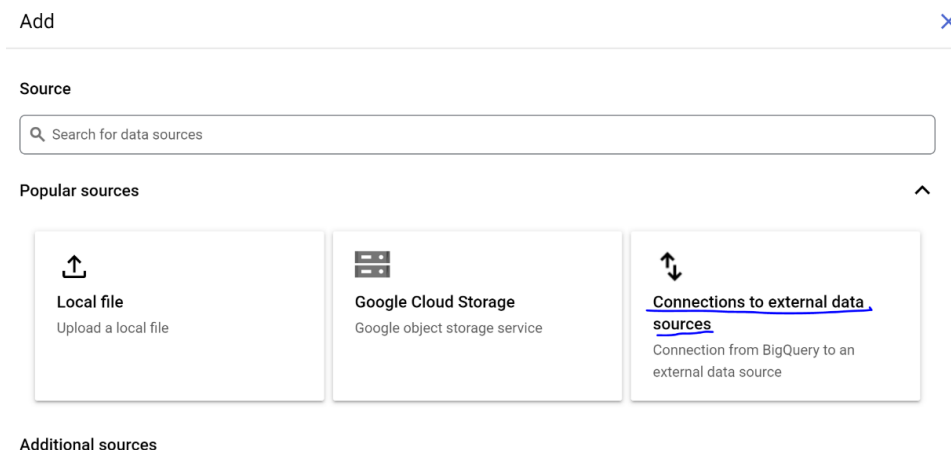 Add
Source
Search for data sources
Popular sources
Local file
Upload a local file
Google Cloud Storage
Google object storage service
Connections to external data
sources
Connection from BigQuery to an
external data source
Additional sources